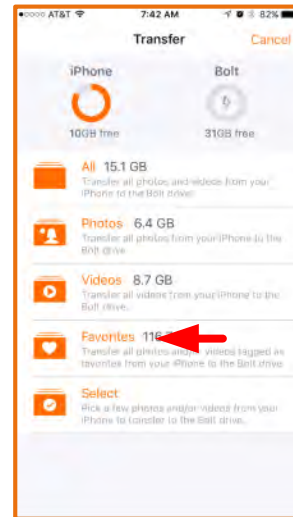 AT&T 7:42 AM 82%
Transfer Cancel
iPhone Bolt
10GB free 31GB free
All 15.1 GB
Transfer all photos and videos from your
iPhone to the Bolt drive.
Photos 6.4 GB
Transfer all photos from your iPhone to the
Bolt drive.
Videos 8.7 GB
Transfer all videos from your iPhone to the
Bolt drive.
Favorites 116
Transfer all photos and/or videos tagged as
favorites from your iPhone to the Bolt drive.
Select
Pick a few photos and/or videos from your
iPhone to transfer to the Bolt drive.